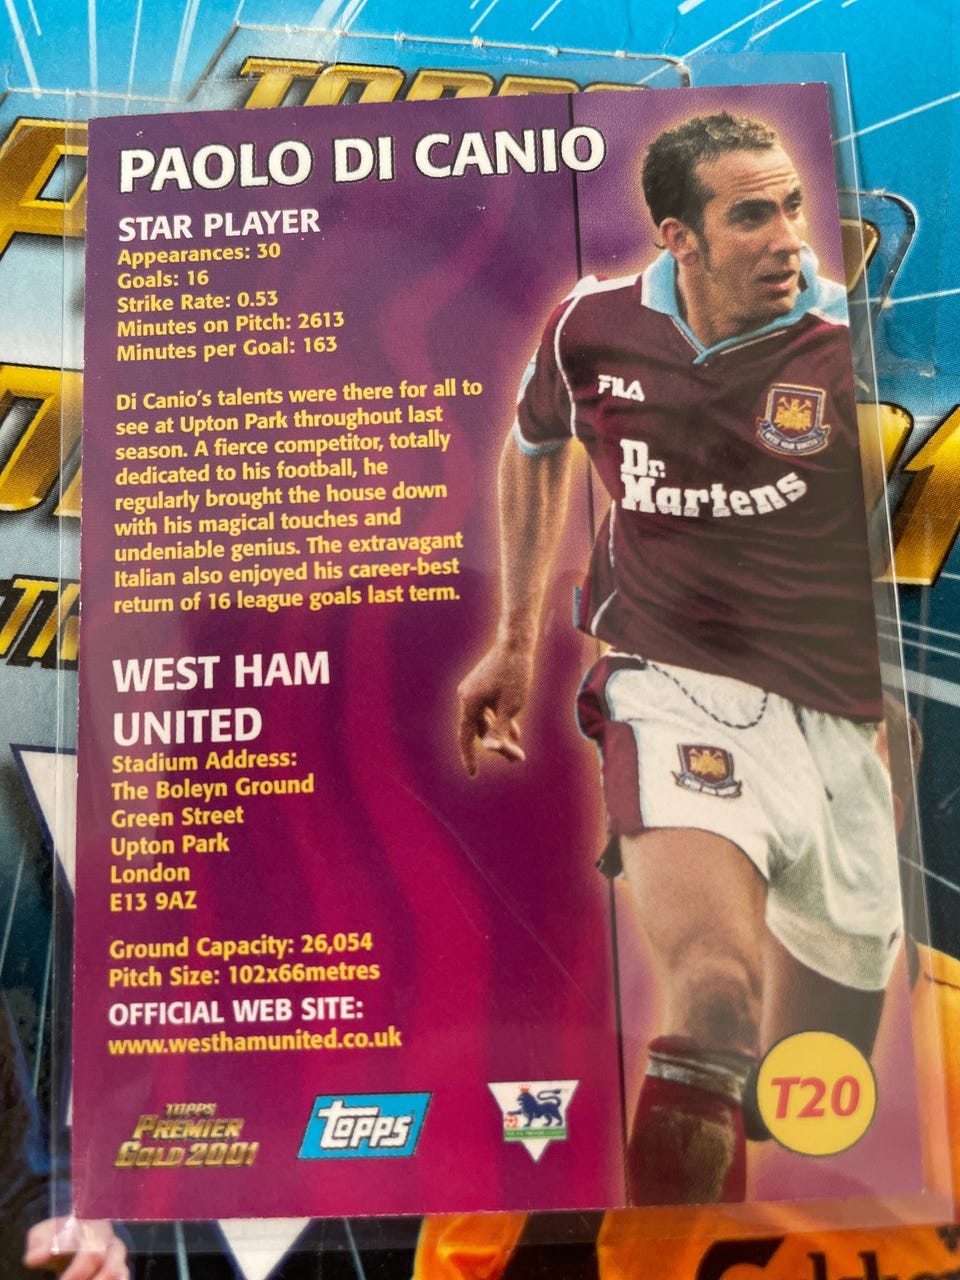 TOPPS
PAOLO DI CANIO
STAR PLAYER
Appearances: 30
Goals: 16
Strike Rate: 0.53
Minutes on Pitch: 2613
Minutes per Goal: 163
Di Canio's talents were there for all to
see at Upton Park throughout last
season. A fierce competitor, totally
dedicated to his football, he
regularly brought the house down
with his magical touches and
undeniable genius. The extravagant
Italian also enjoyed his career-best
return of 16 league goals last term.
FILA
Dr.
Martens
WEST HAM
UNITED
Stadium Address:
The Boleyn Ground
Green Street
Upton Park
London
E13 9AZ
Ground Capacity: 26,054
Pitch Size: 102x66metres
OFFICIAL WEB SITE:
www.westhamunited.co.uk
TOPPS
PREMIER
GOLD 2001
topps
T20